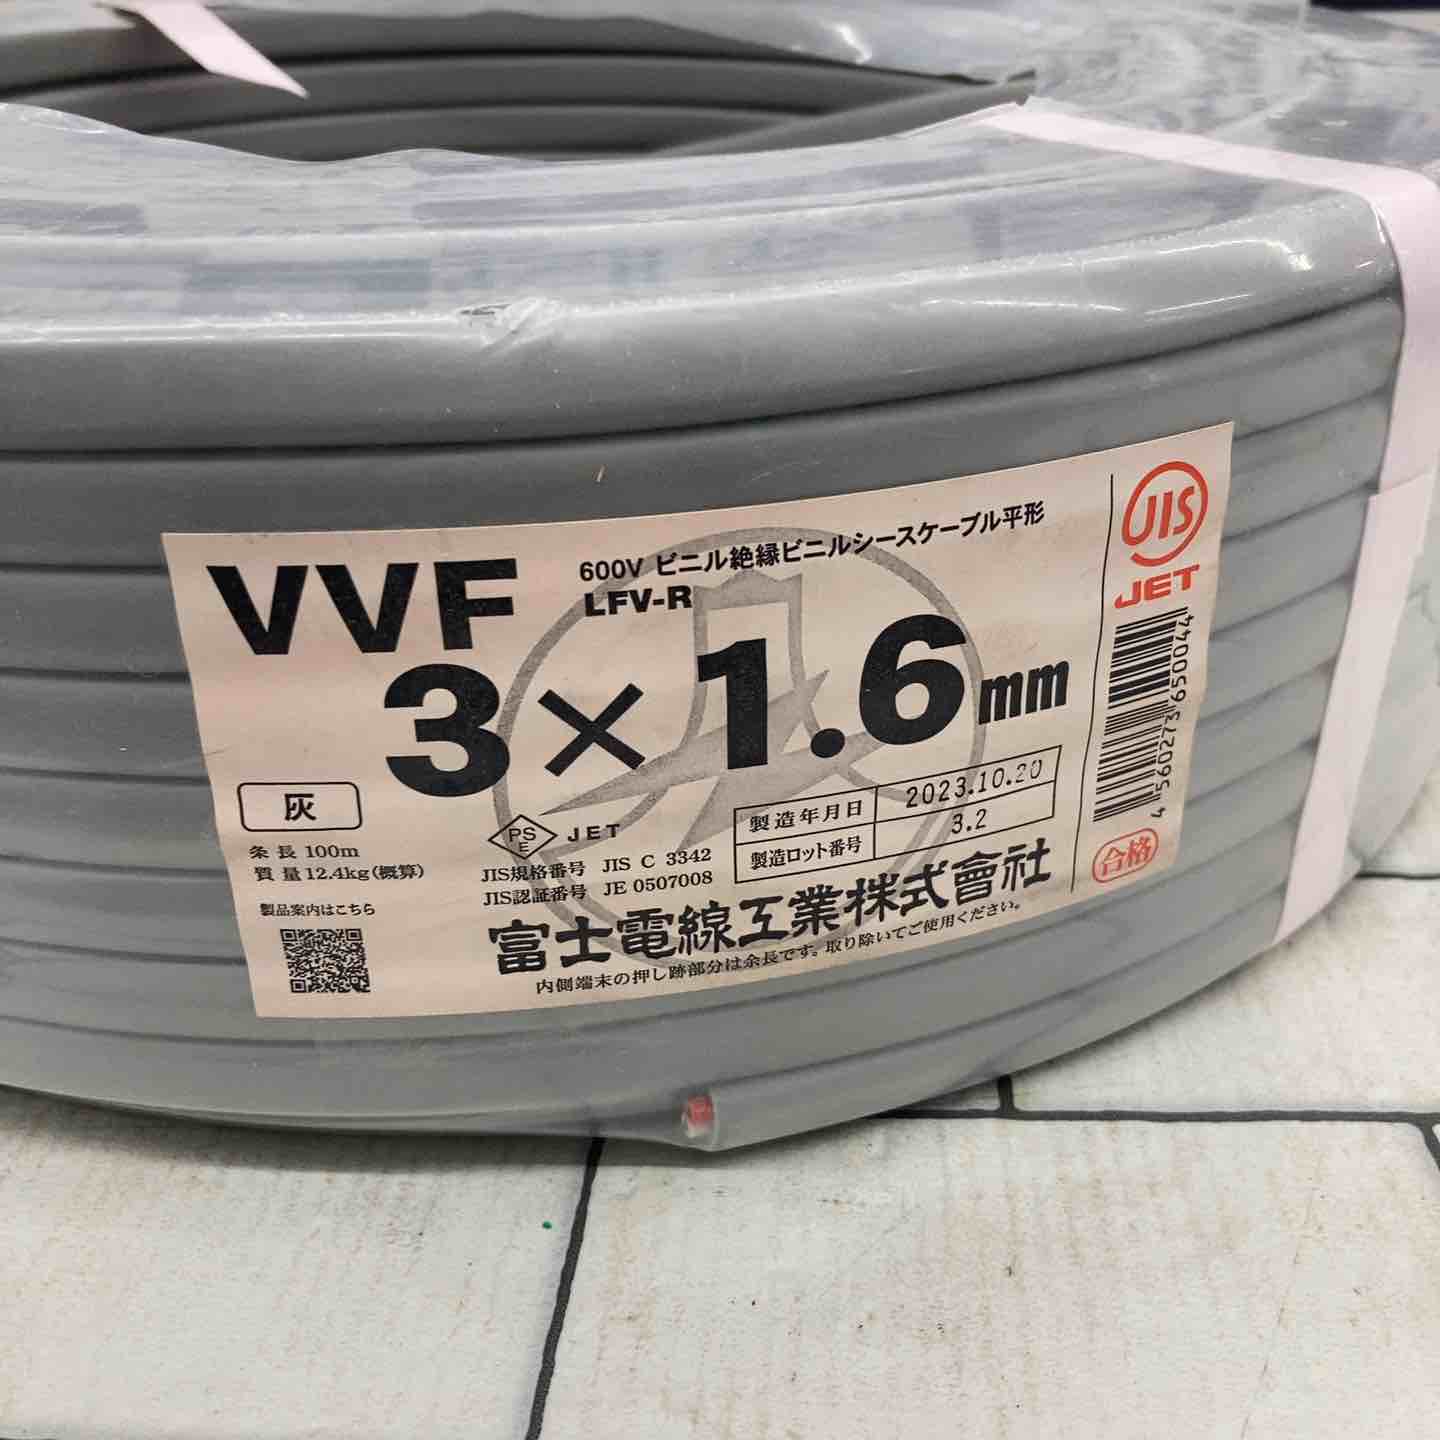 VVF
600V ビニル絶縁ビニルシースケーブル平形
LFV-R
3×1.6mm
灰
条長 100m
質量 12.4kg(概算)
製品案内はこちら
PS E JET
JIS規格番号 JIS C 3342
JIS認証番号 JE 0507008
製造年月日 2023.10.20
製造ロット番号 3.2
富士電線工業株式會社
内側端末の押し跡部分は余長です。取り除いてご使用ください。
JIS
JET
4 560273 650044
合格